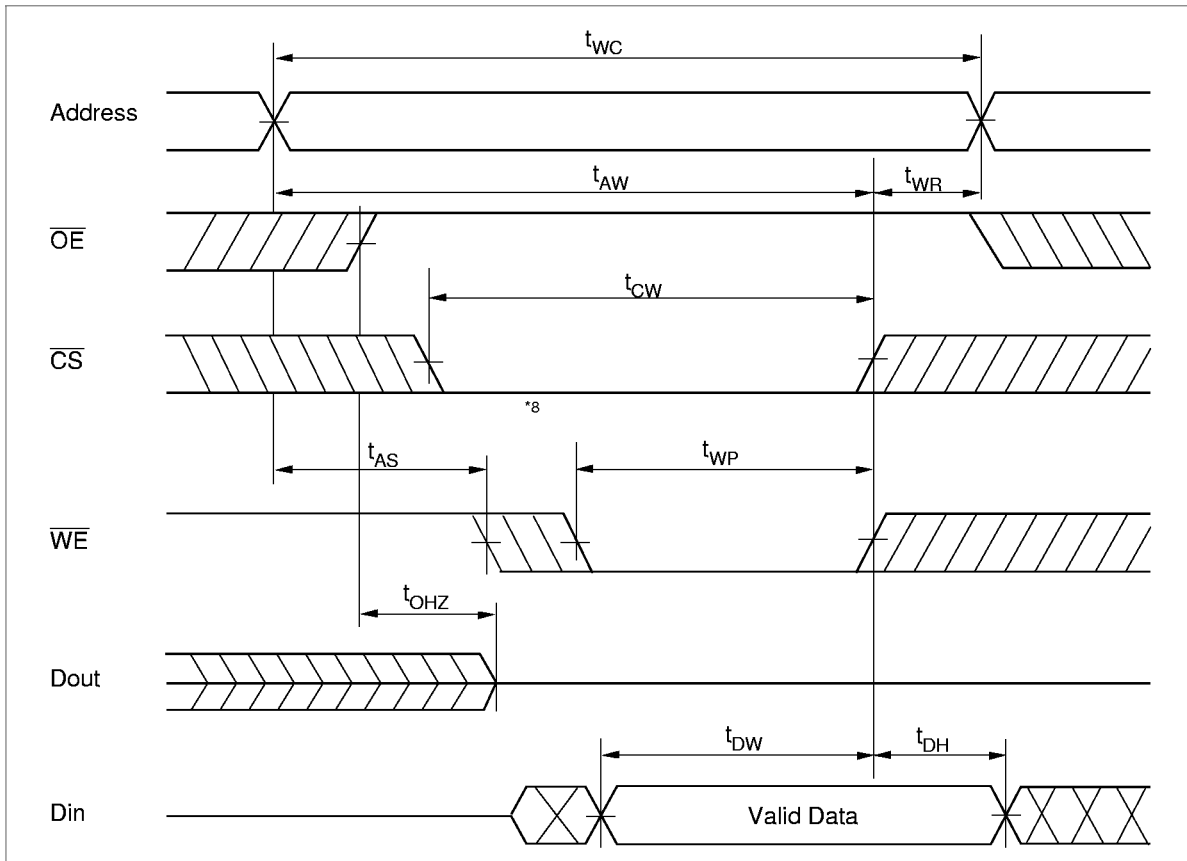 tWC
Address
tAW
tWR
OE
tCW
CS
*8
tAS
tWP
WE
tOHZ
Dout
tDW
tDH
Din
Valid Data